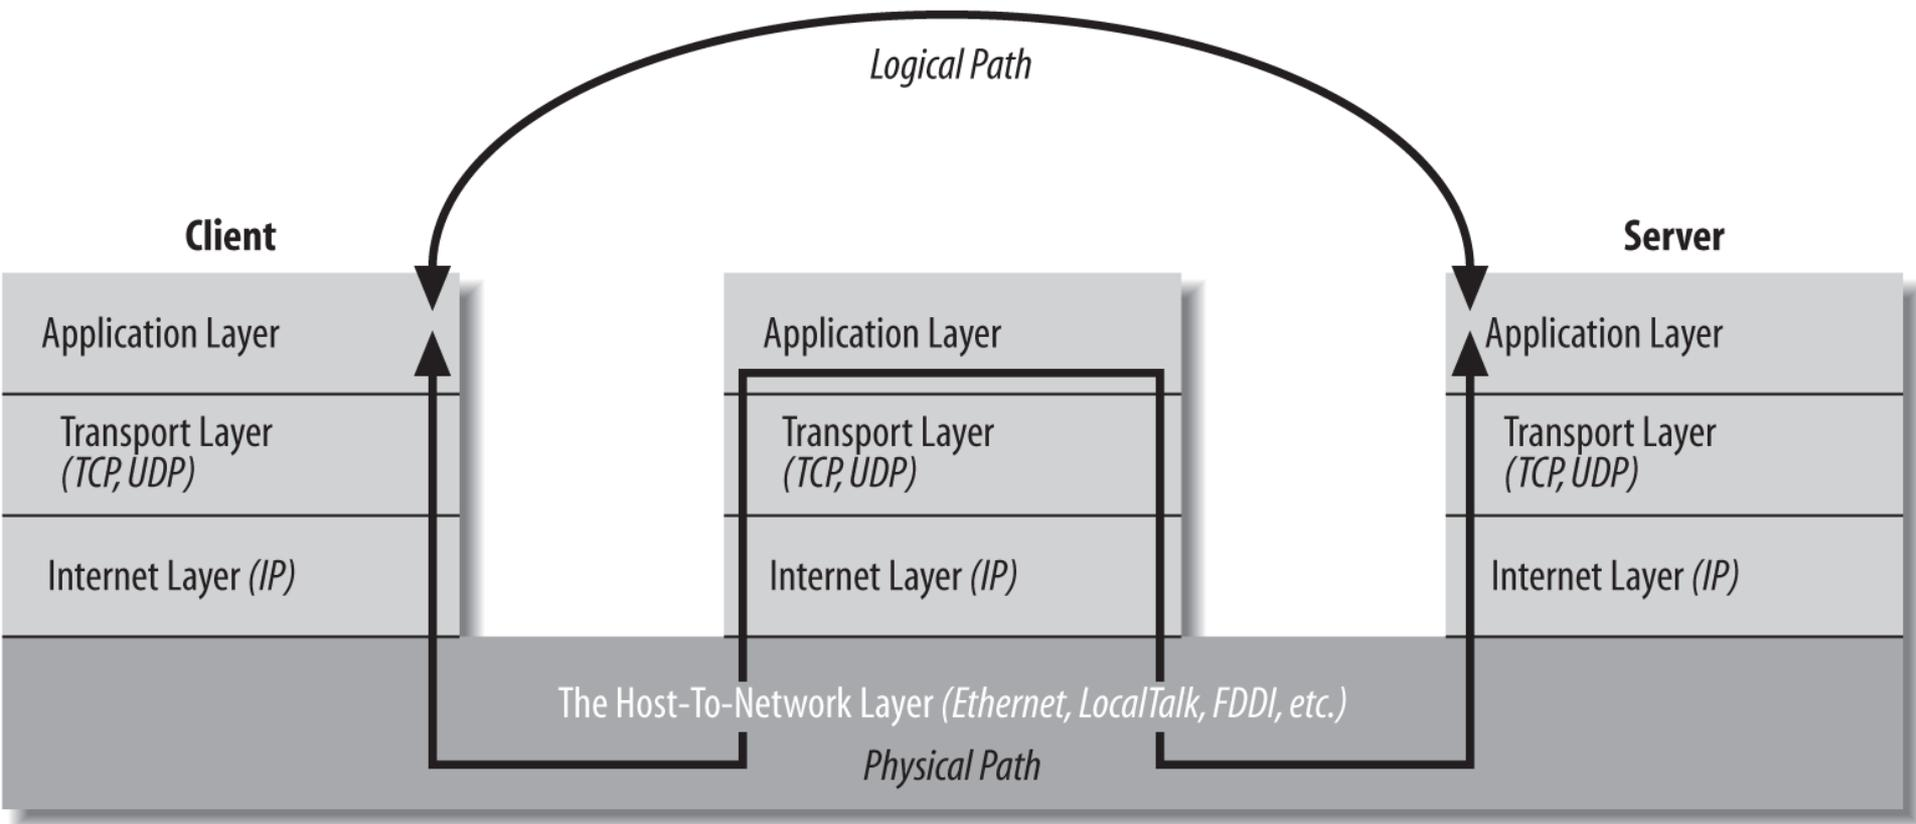 Logical Path
Client
Server
Application Layer
Transport Layer
(TCP, UDP)
Internet Layer (IP)
Application Layer
Transport Layer
(TCP, UDP)
Internet Layer (IP)
Application Layer
Transport Layer
(TCP, UDP)
Internet Layer (IP)
The Host-To-Network Layer (Ethernet, LocalTalk, FDDI, etc.)
Physical Path